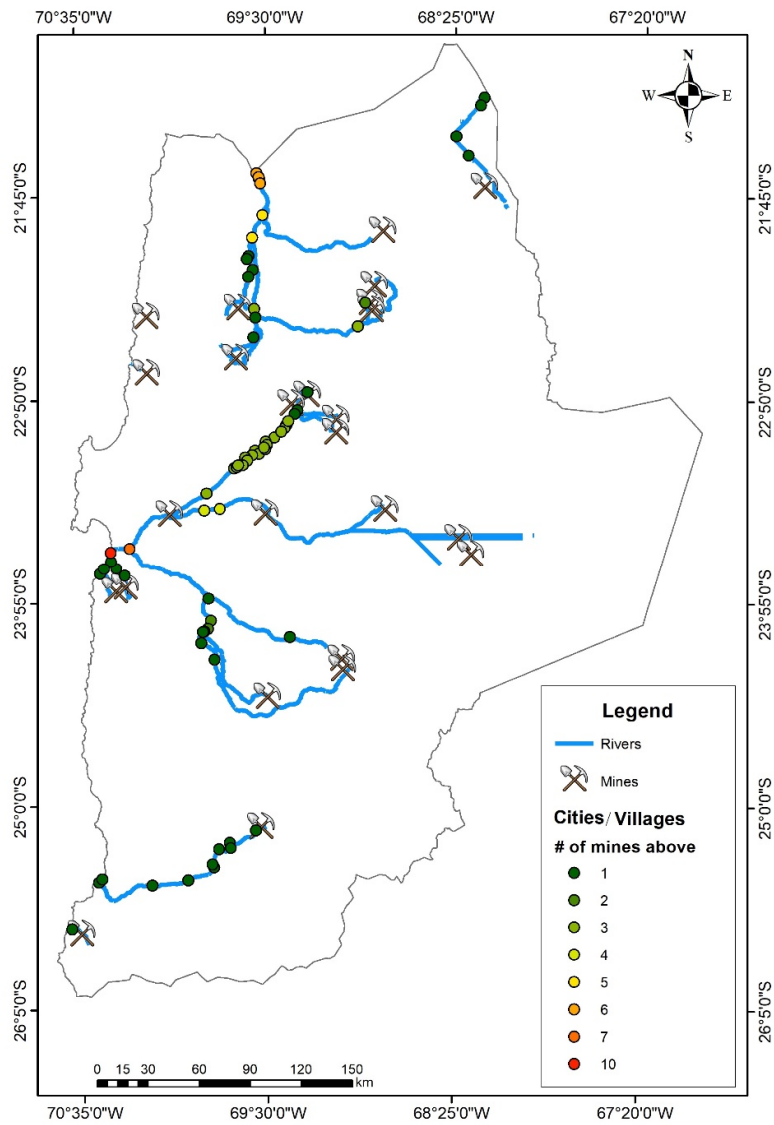 70°35'0"W 69°30'0"W 68°25'0"W 67°20'0"W
N
W E
S
21°45'0"S 21°45'0"S
22°50'0"S 22°50'0"S
23°55'0"S 23°55'0"S
Legend
Rivers
Mines
25°0'0"S 25°0'0"S
Cities/Villages
# of mines above
1
2
3
4
5
26°5'0"S 26°5'0"S
6
7
10
0 15 30 60 90 120 150
km
70°35'0"W 69°30'0"W 68°25'0"W 67°20'0"W